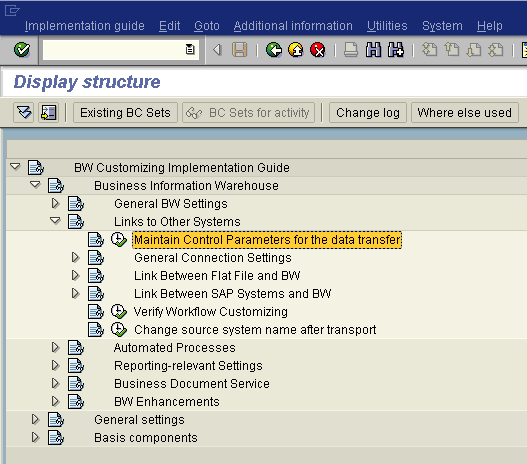 Implementation guide Edit Goto Additional information Utilities System Help
Display structure
Existing BC Sets BC Sets for activity Change log Where else used
BW Customizing Implementation Guide
Business Information Warehouse
General BW Settings
Links to Other Systems
Maintain Control Parameters for the data transfer
General Connection Settings
Link Between Flat File and BW
Link Between SAP Systems and BW
Verify Workflow Customizing
Change source system name after transport
Automated Processes
Reporting-relevant Settings
Business Document Service
BW Enhancements
General settings
Basis components